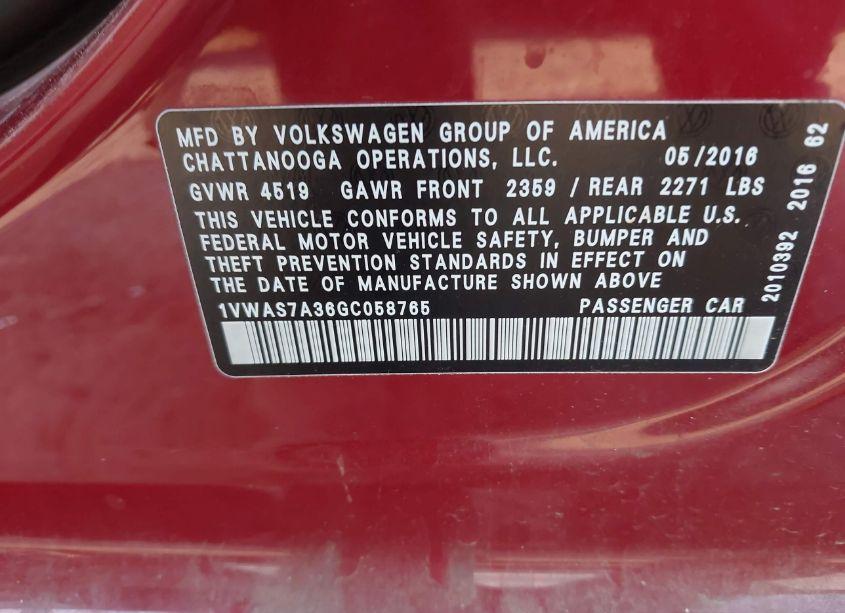 MFD BY VOLKSWAGEN GROUP OF AMERICA
CHATTANOOGA OPERATIONS, LLC. 05/2016
GVWR 4519 GAWR FRONT 2359 / REAR 2271 LBS
THIS VEHICLE CONFORMS TO ALL APPLICABLE U.S.
FEDERAL MOTOR VEHICLE SAFETY, BUMPER AND
THEFT PREVENTION STANDARDS IN EFFECT ON
THE DATE OF MANUFACTURE SHOWN ABOVE
1VWAS7A36GC058765 PASSENGER CAR
2010392 2016 62